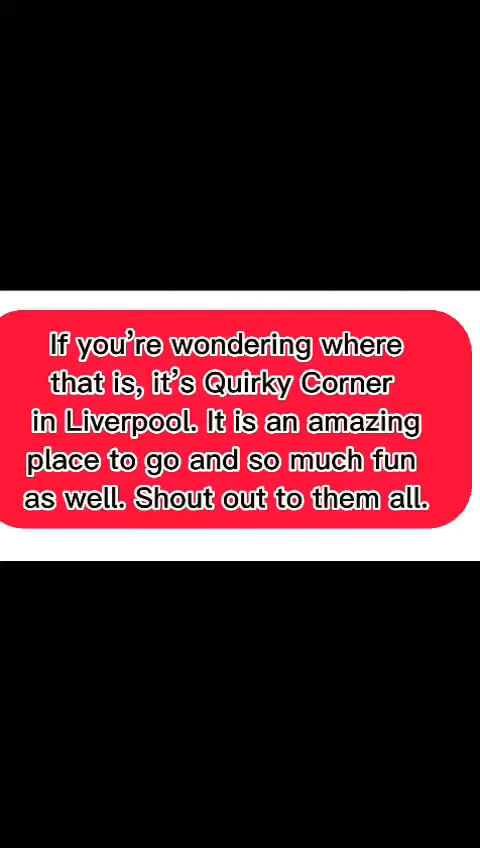 If you’re wondering where
that is, it’s Quirky Corner
in Liverpool. It is an amazing
place to go and so much fun
as well. Shout out to them all.